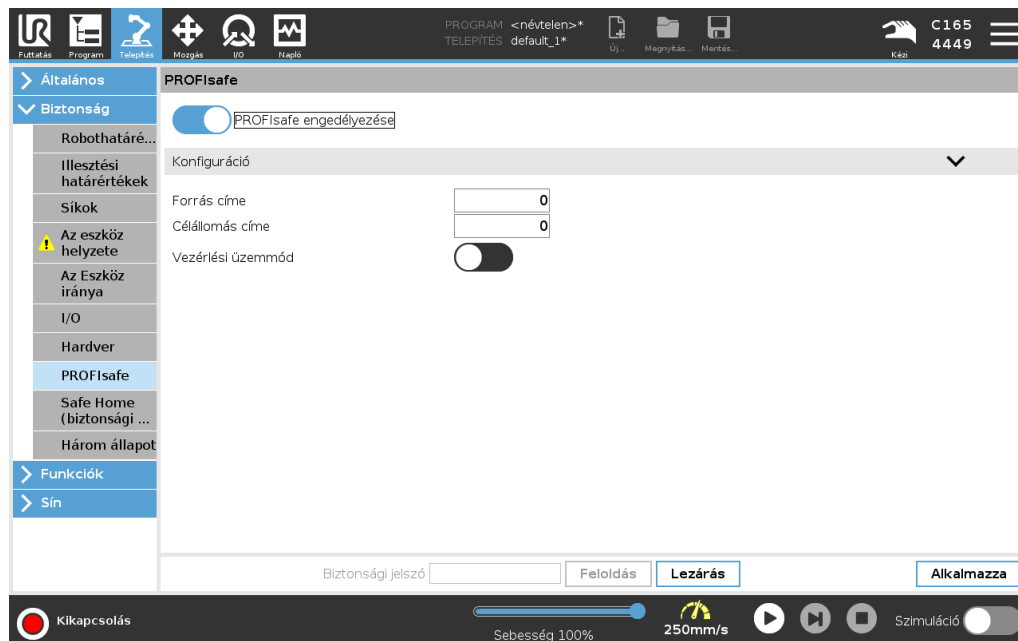 Futtatás
Program
Telepítés
Mozgás
I/O
Napló
PROGRAM <névtelen>*
TELEPÍTÉS default_1*
Új...
Megnyitás...
Mentés...
Kézi
C165
4449
Általános
Biztonság
Robothatáré...
Illesztési
határértékek
Síkok
Az eszköz
helyzete
Az Eszköz
iránya
I/O
Hardver
PROFIsafe
Safe Home
(biztonsági ...
Három állapot
Funkciók
Sín
PROFIsafe
PROFIsafe engedélyezése
Konfiguráció
Forrás címe 0
Célállomás címe 0
Vezérlési üzemmód
Biztonsági jelszó
Feloldás
Lezárás
Alkalmazza
Kikapcsolás
Sebesség 100%
250mm/s
Szimuláció